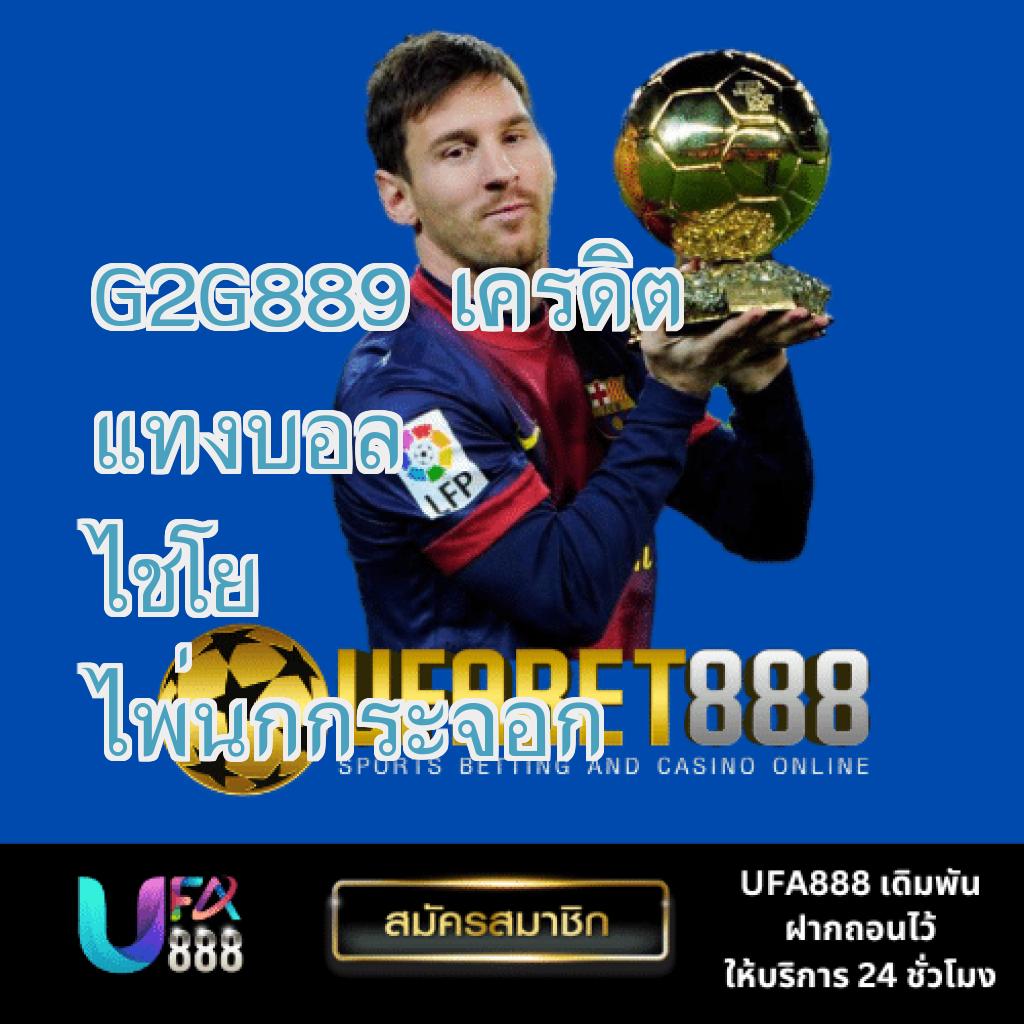 G2G889 เครดิต
แทงบอล
LFP
ไชโย
UFABET888
ไพ่นกกระจอก
SPORTS BETTING AND CASINO ONLINE
UFA
888
สมัครสมาชิก
UFA888 เดิมพัน
ฝากถอนไว้
ให้บริการ 24 ชั่วโมง